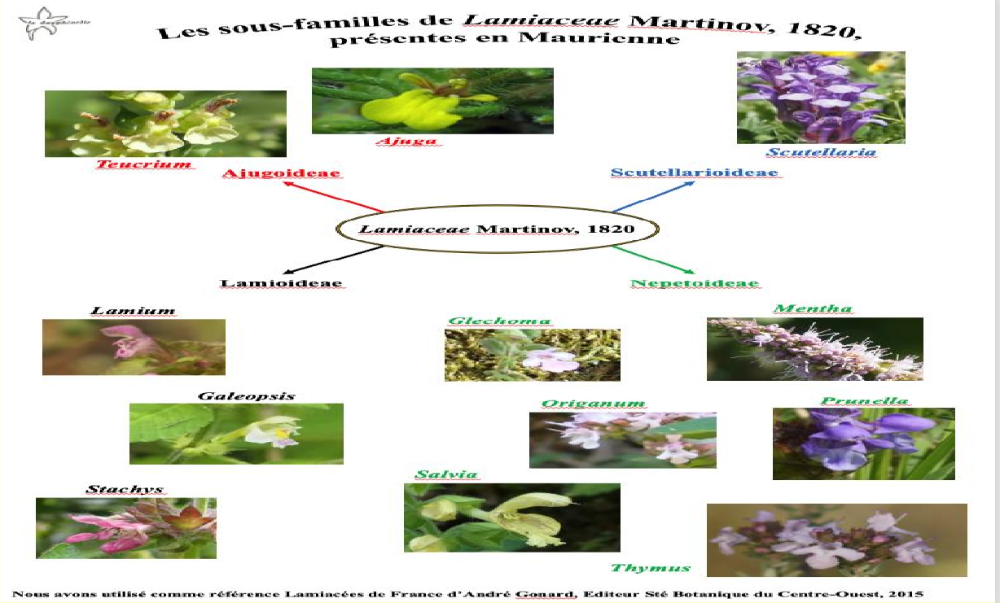 la dauphinelle
Les sous-familles de Lamiaceae Martinov, 1820,
présentes en Maurienne
Teucrium
Ajuga
Scutellaria
Ajugoideae
Scutellarioideae
Lamiaceae Martinov, 1820
Lamioideae
Nepetoideae
Lamium
Glechoma
Mentha
Galeopsis
Origanum
Prunella
Stachys
Salvia
Thymus
Nous avons utilisé comme référence Lamiacées de France d'André Gonard, Editeur Sté Botanique du Centre-Ouest, 2015